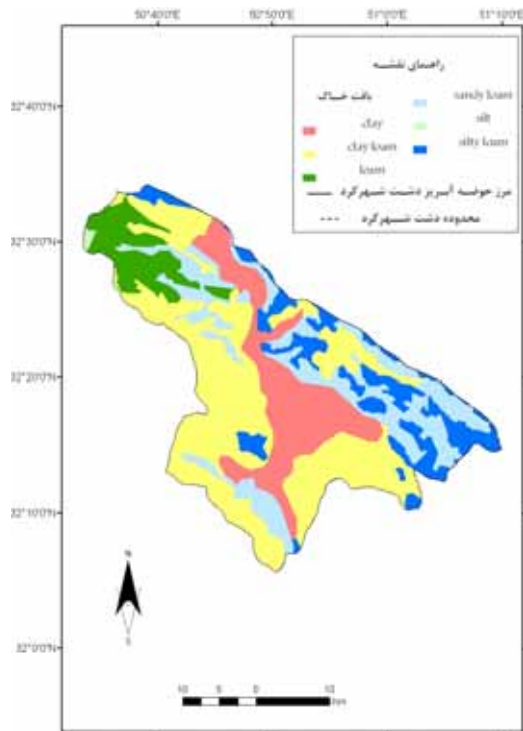 50°40'0"E 50°50'0"E 51°0'0"E 51°10'0"E
راهنمای نقشه
بافت خاک
clay
clay loam
loam
sandy loam
silt
silty loam
مرز حوضه آبریز دشت شهرکرد
محدوده دشت شهرکرد
32°40'0"N
32°30'0"N
32°20'0"N
32°10'0"N
32°0'0"N
N
S
10 5 0 10